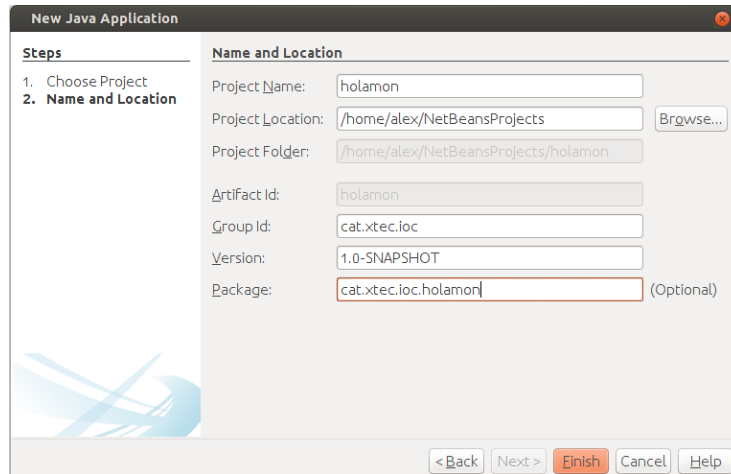 New Java Application
Steps
1. Choose Project
2. Name and Location
Name and Location
Project Name: holamon
Project Location: /home/alex/NetBeansProjects Browse...
Project Folder: /home/alex/NetBeansProjects/holamon
Artifact Id: holamon
Group Id: cat.xtec.ioc
Version: 1.0-SNAPSHOT
Package: cat.xtec.ioc.holamon (Optional)
< Back Next > Finish Cancel Help